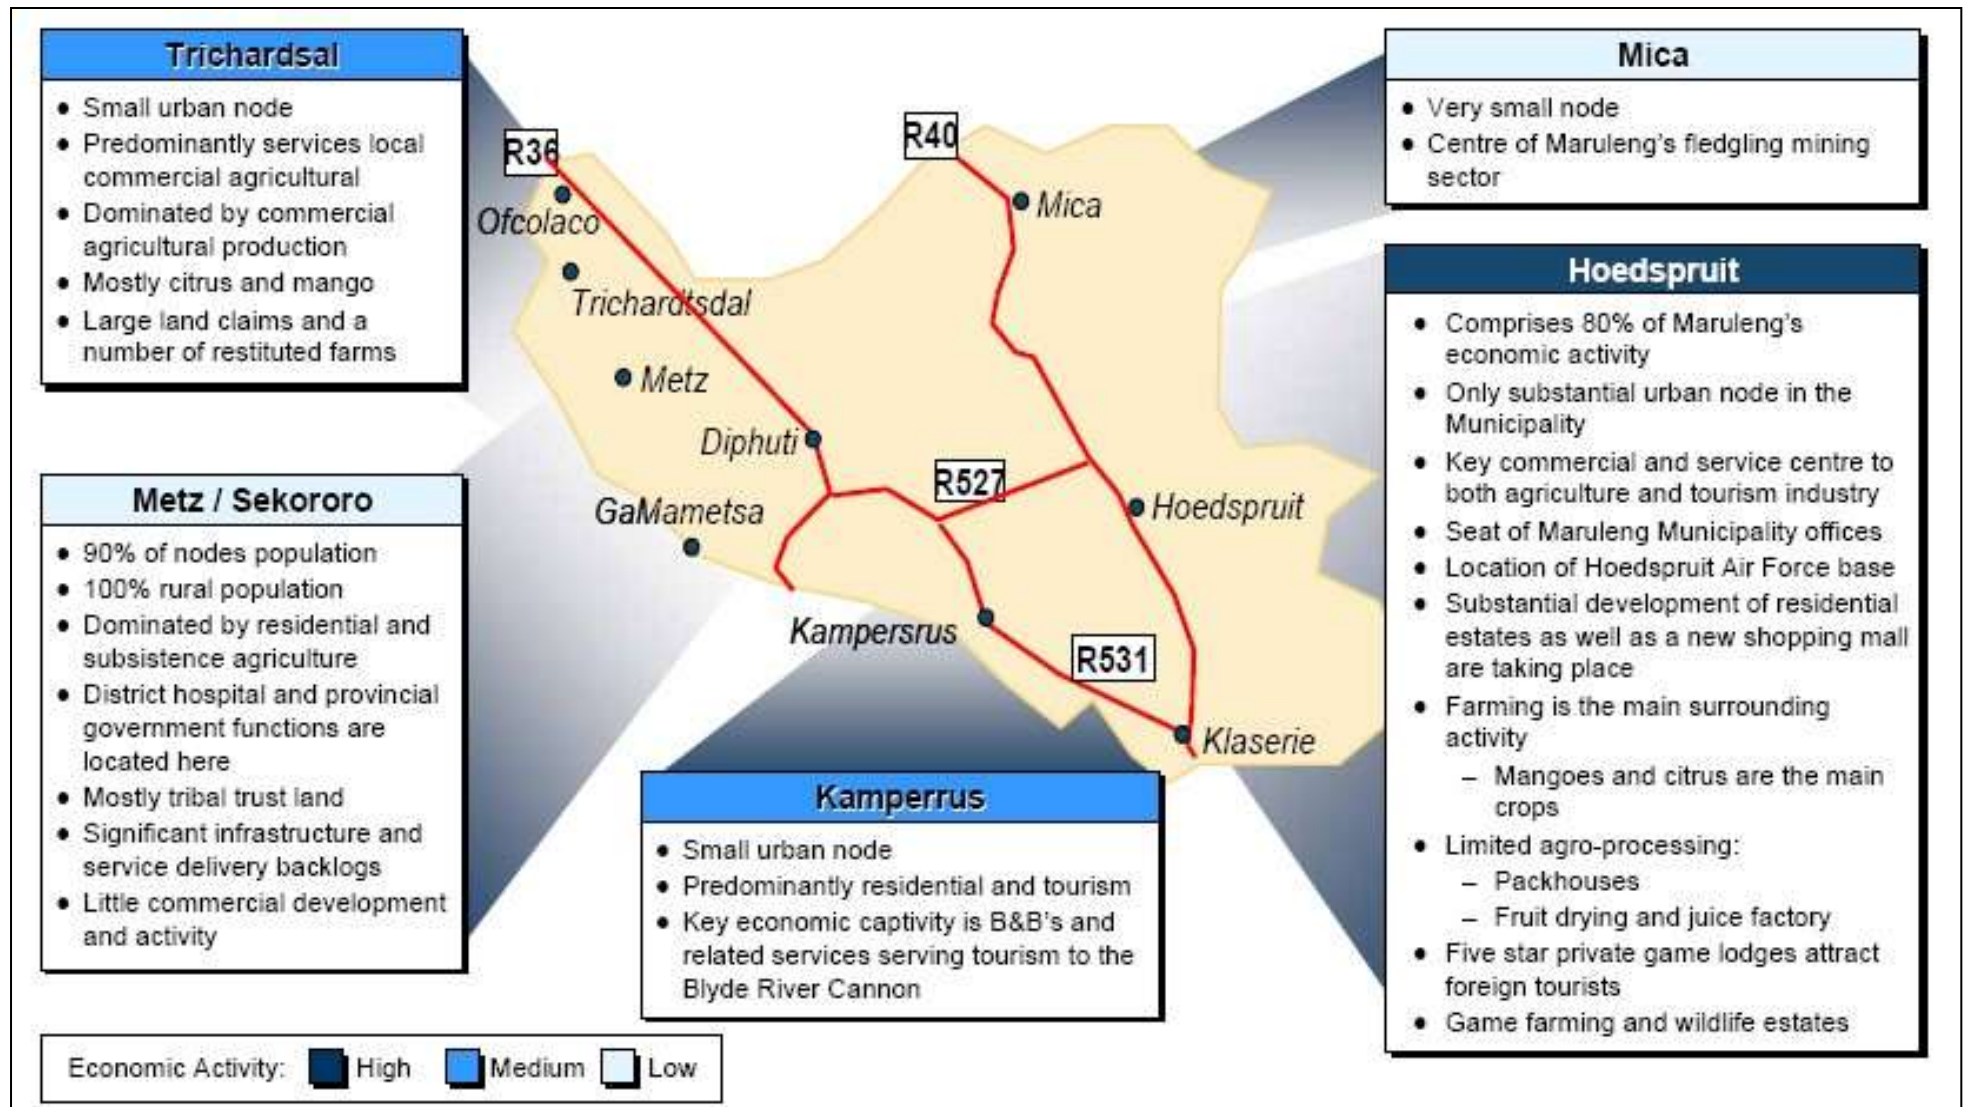 Trichardsal
● Small urban node
● Predominantly services local
commercial agricultural
● Dominated by commercial
agricultural production
● Mostly citrus and mango
● Large land claims and a
number of restituted farms
Metz / Sekororo
● 90% of nodes population
● 100% rural population
● Dominated by residential and
subsistence agriculture
● District hospital and provincial
government functions are
located here
● Mostly tribal trust land
● Significant infrastructure and
service delivery backlogs
● Little commercial development
and activity
R36
Ofcolaco
Trichardtsdal
Metz
Diphuti
GaMametsa
R40
Mica
R527
Hoedspruit
Kampersrus
R531
Klaserie
Kamperrus
● Small urban node
● Predominantly residential and tourism
● Key economic captivity is B&B's and
related services serving tourism to the
Blyde River Cannon
Mica
● Very small node
● Centre of Maruleng's fledgling mining
sector
Hoedspruit
● Comprises 80% of Maruleng's
economic activity
● Only substantial urban node in the
Municipality
● Key commercial and service centre to
both agriculture and tourism industry
● Seat of Maruleng Municipality offices
● Location of Hoedspruit Air Force base
● Substantial development of residential
estates as well as a new shopping mall
are taking place
● Farming is the main surrounding
activity
– Mangoes and citrus are the main
crops
● Limited agro-processing:
– Packhouses
– Fruit drying and juice factory
● Five star private game lodges attract
foreign tourists
● Game farming and wildlife estates
Economic Activity: High Medium Low